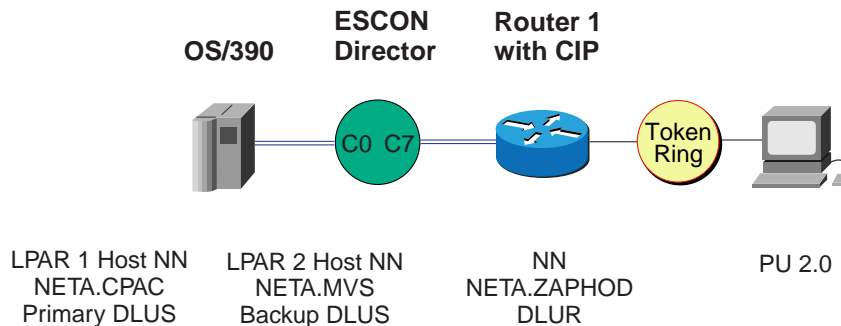 OS/390
ESCON
Director
Router 1
with CIP
C0 C7
Token
Ring
LPAR 1 Host NN
NETA.CPAC
Primary DLUS
LPAR 2 Host NN
NETA.MVS
Backup DLUS
NN
NETA.ZAPHOD
DLUR
PU 2.0